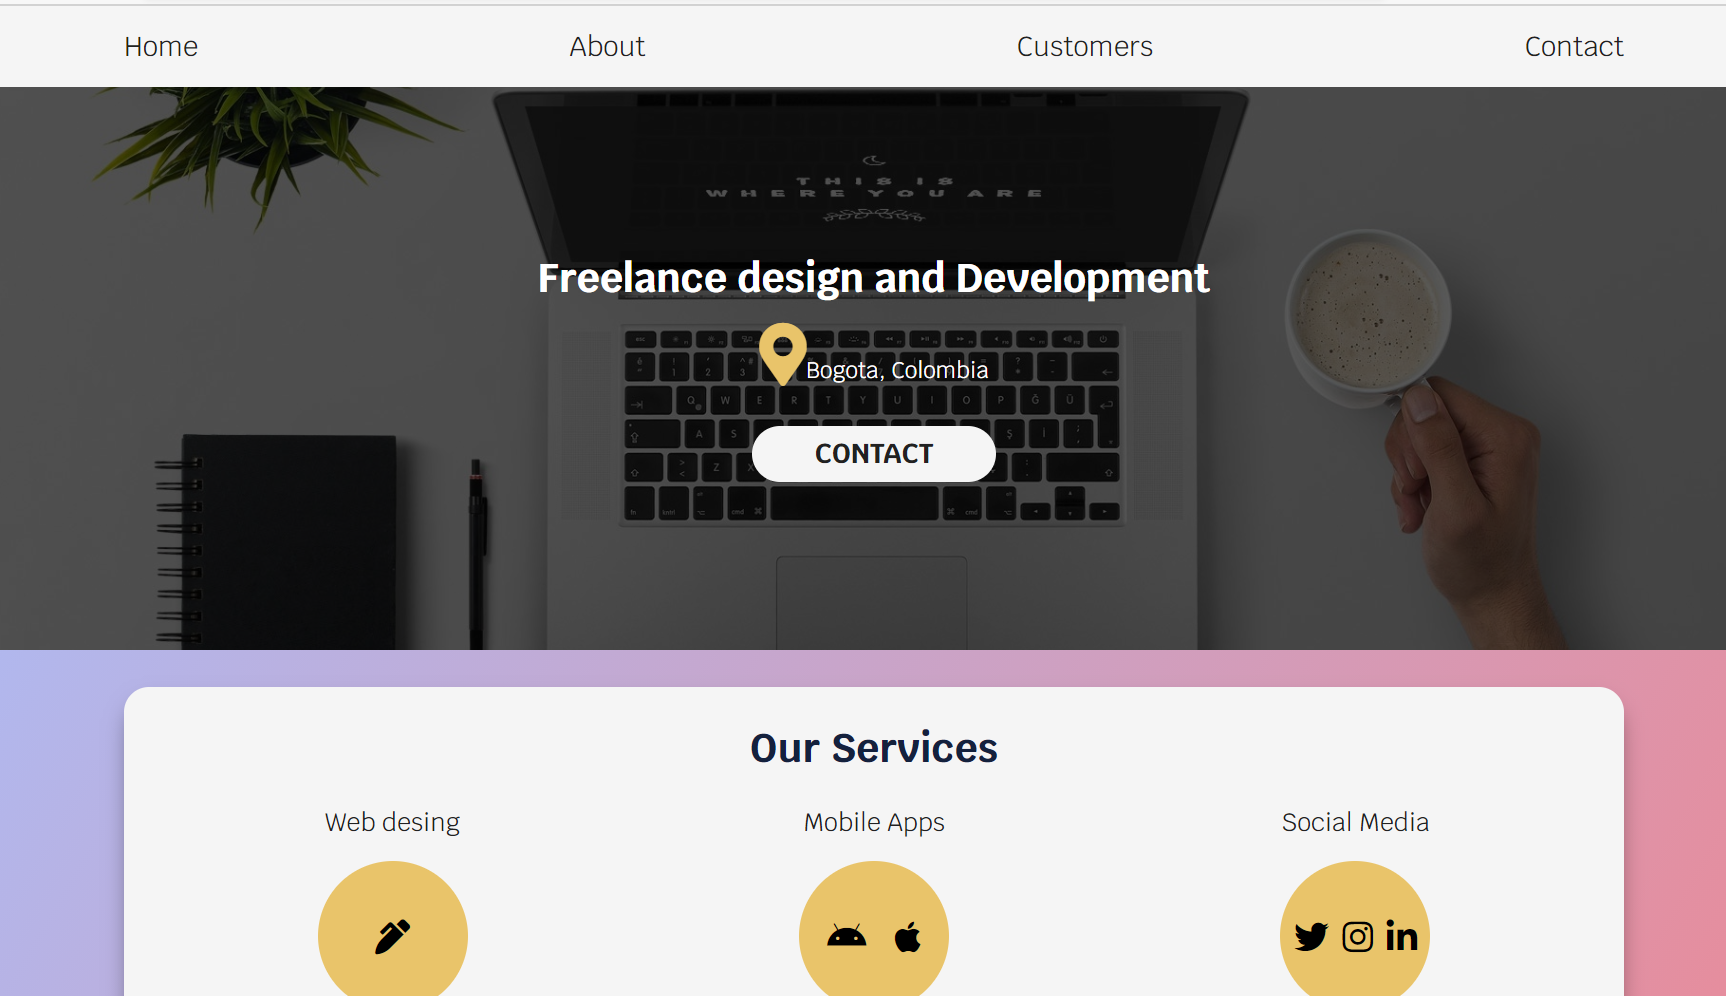 Home About Customers Contact
THIS IS
WHERE YOU ARE
Freelance design and Development
Bogota, Colombia
CONTACT
Our Services
Web desing Mobile Apps Social Media